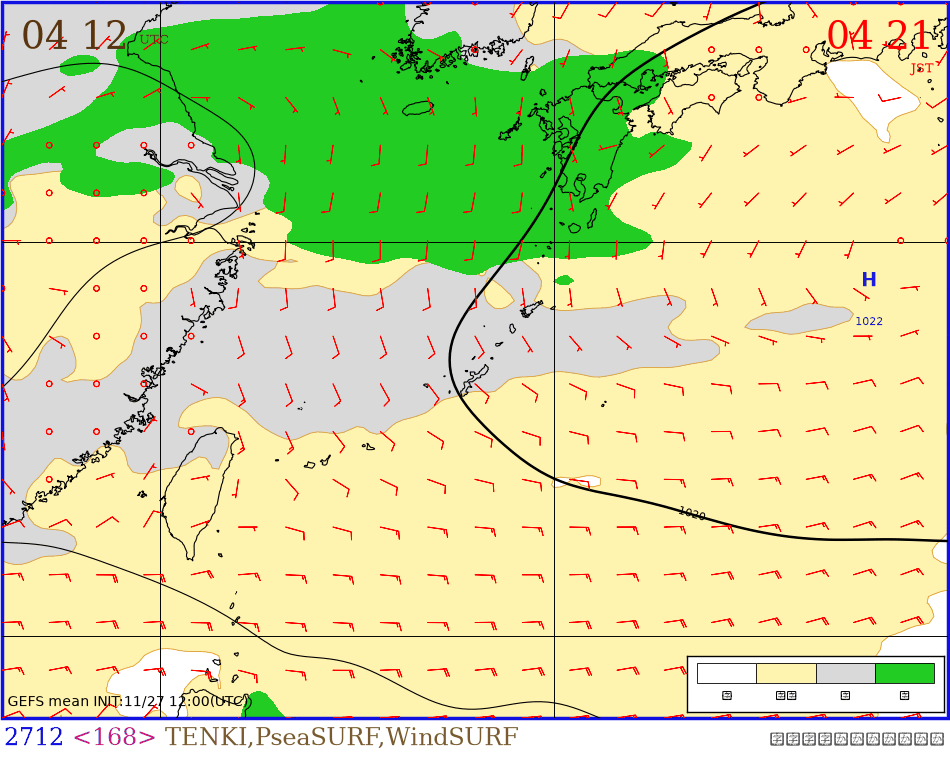 04 12 UTC
04 21 JST
H
1022
1020
GEFS mean INIT:11/27 12:00(UTC)
2712 <168> TENKI,PseaSURF,WindSURF